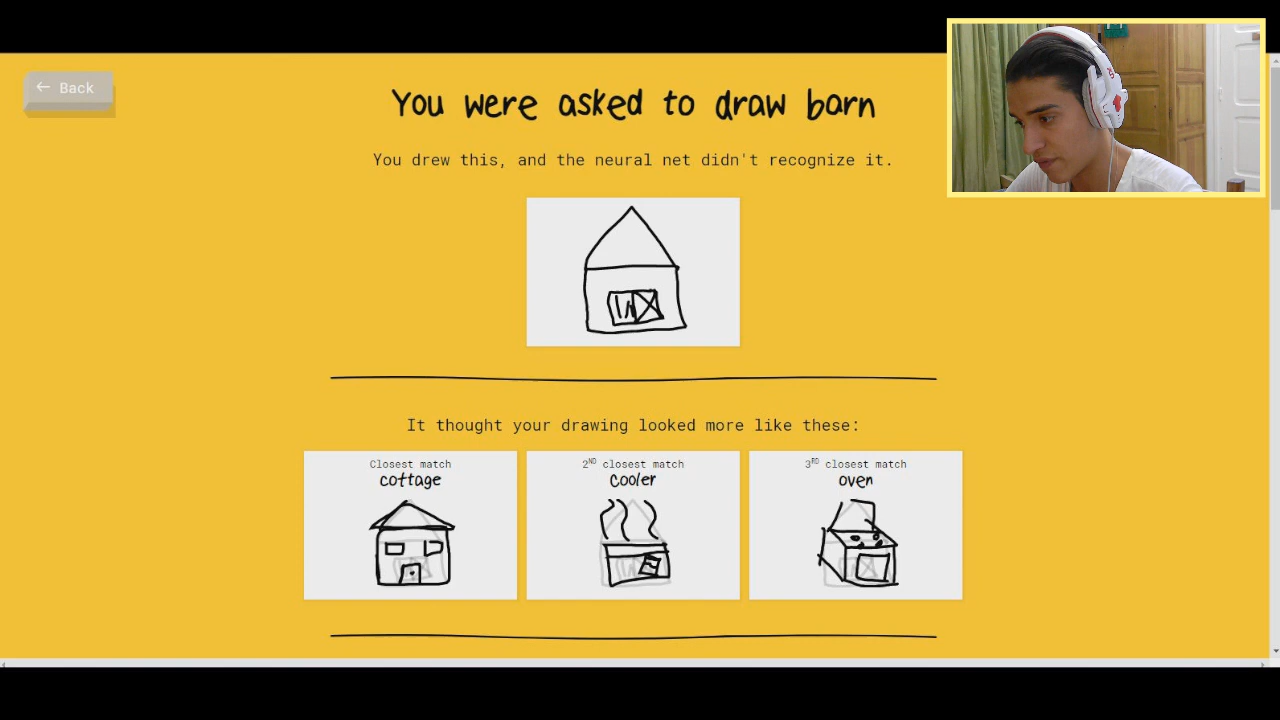 ← Back
You were asked to draw barn
You drew this, and the neural net didn't recognize it.
It thought your drawing looked more like these:
Closest match
cottage
2ND closest match
cooler
3RD closest match
oven